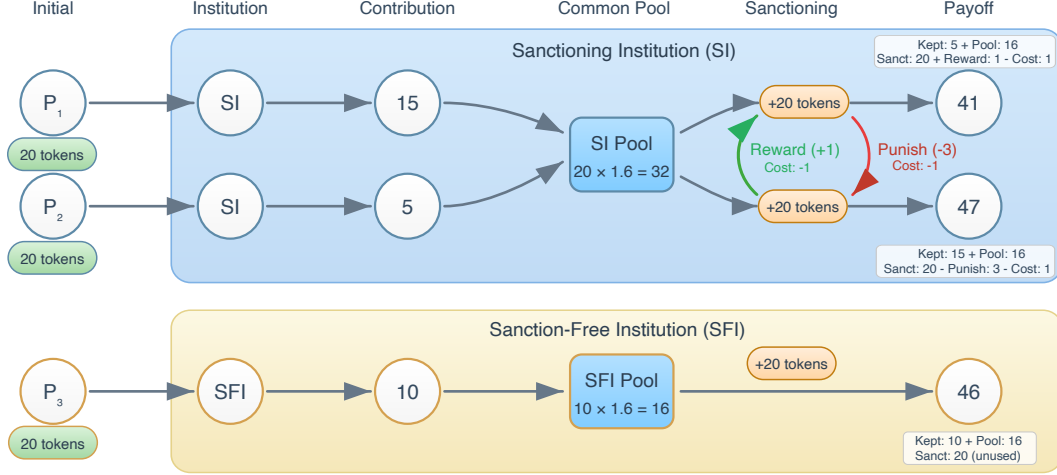 Initial
Institution
Contribution
Common Pool
Sanctioning
Payoff
Sanctioning Institution (SI)
Kept: 5 + Pool: 16
Sanct: 20 + Reward: 1 - Cost: 1
P1
SI
15
+20 tokens
41
20 tokens
SI Pool
20 × 1.6 = 32
Reward (+1)
Cost: -1
Punish (-3)
Cost: -1
P2
SI
5
+20 tokens
47
20 tokens
Kept: 15 + Pool: 16
Sanct: 20 - Punish: 3 - Cost: 1
Sanction-Free Institution (SFI)
P3
SFI
10
SFI Pool
10 × 1.6 = 16
+20 tokens
46
20 tokens
Kept: 10 + Pool: 16
Sanct: 20 (unused)